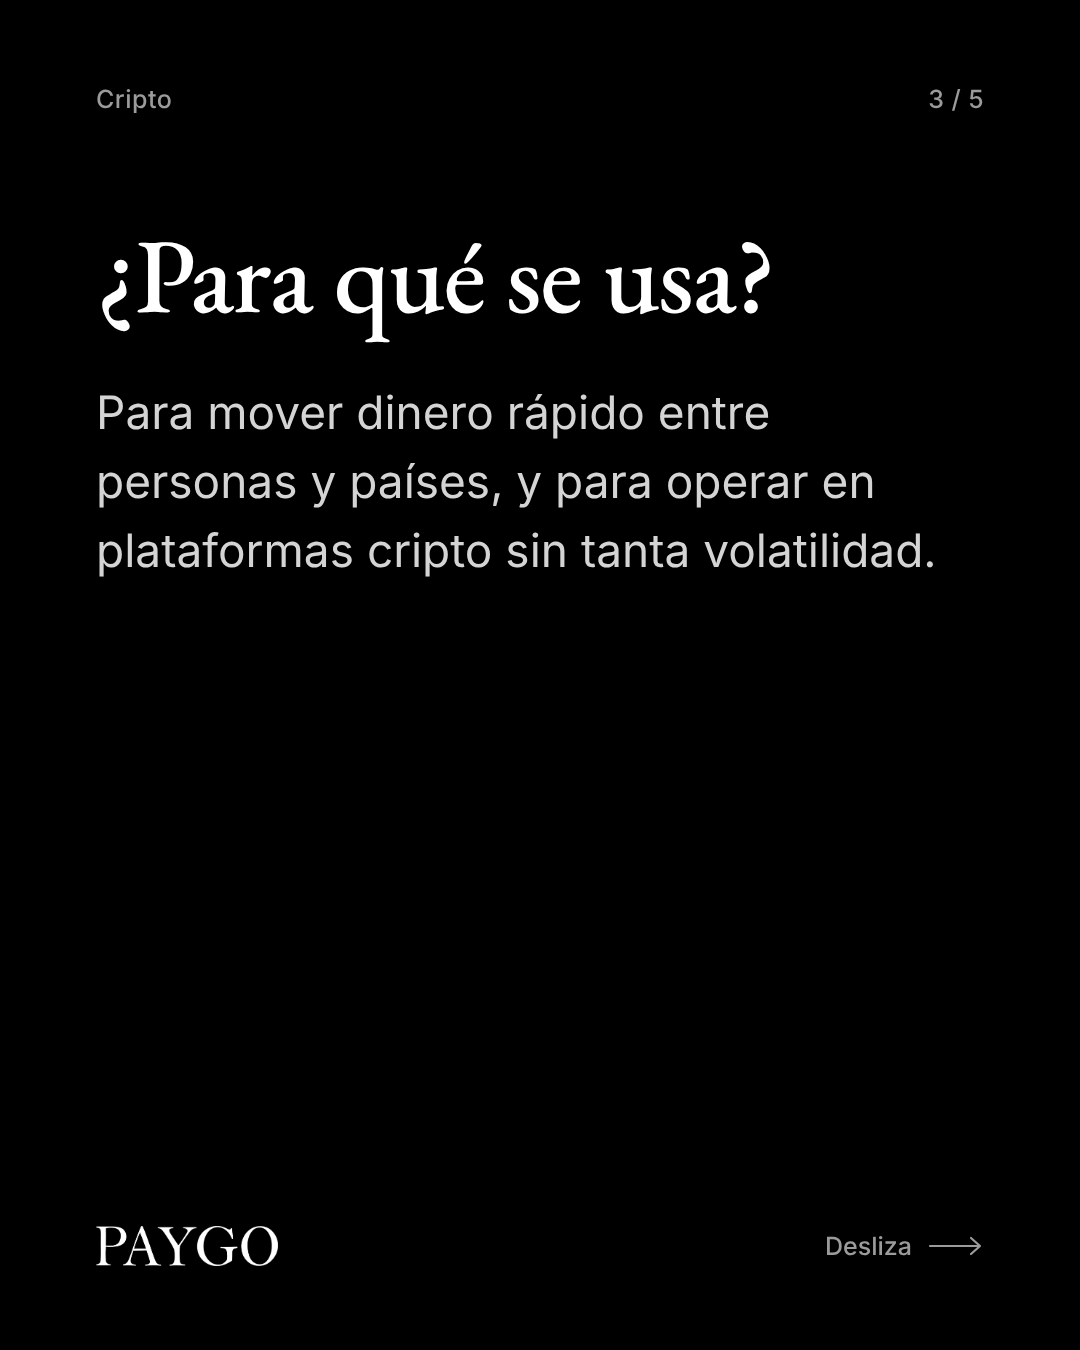 Cripto
3 / 5
¿Para qué se usa?
Para mover dinero rápido entre
personas y países, y para operar en
plataformas cripto sin tanta volatilidad.
PAYGO
Desliza